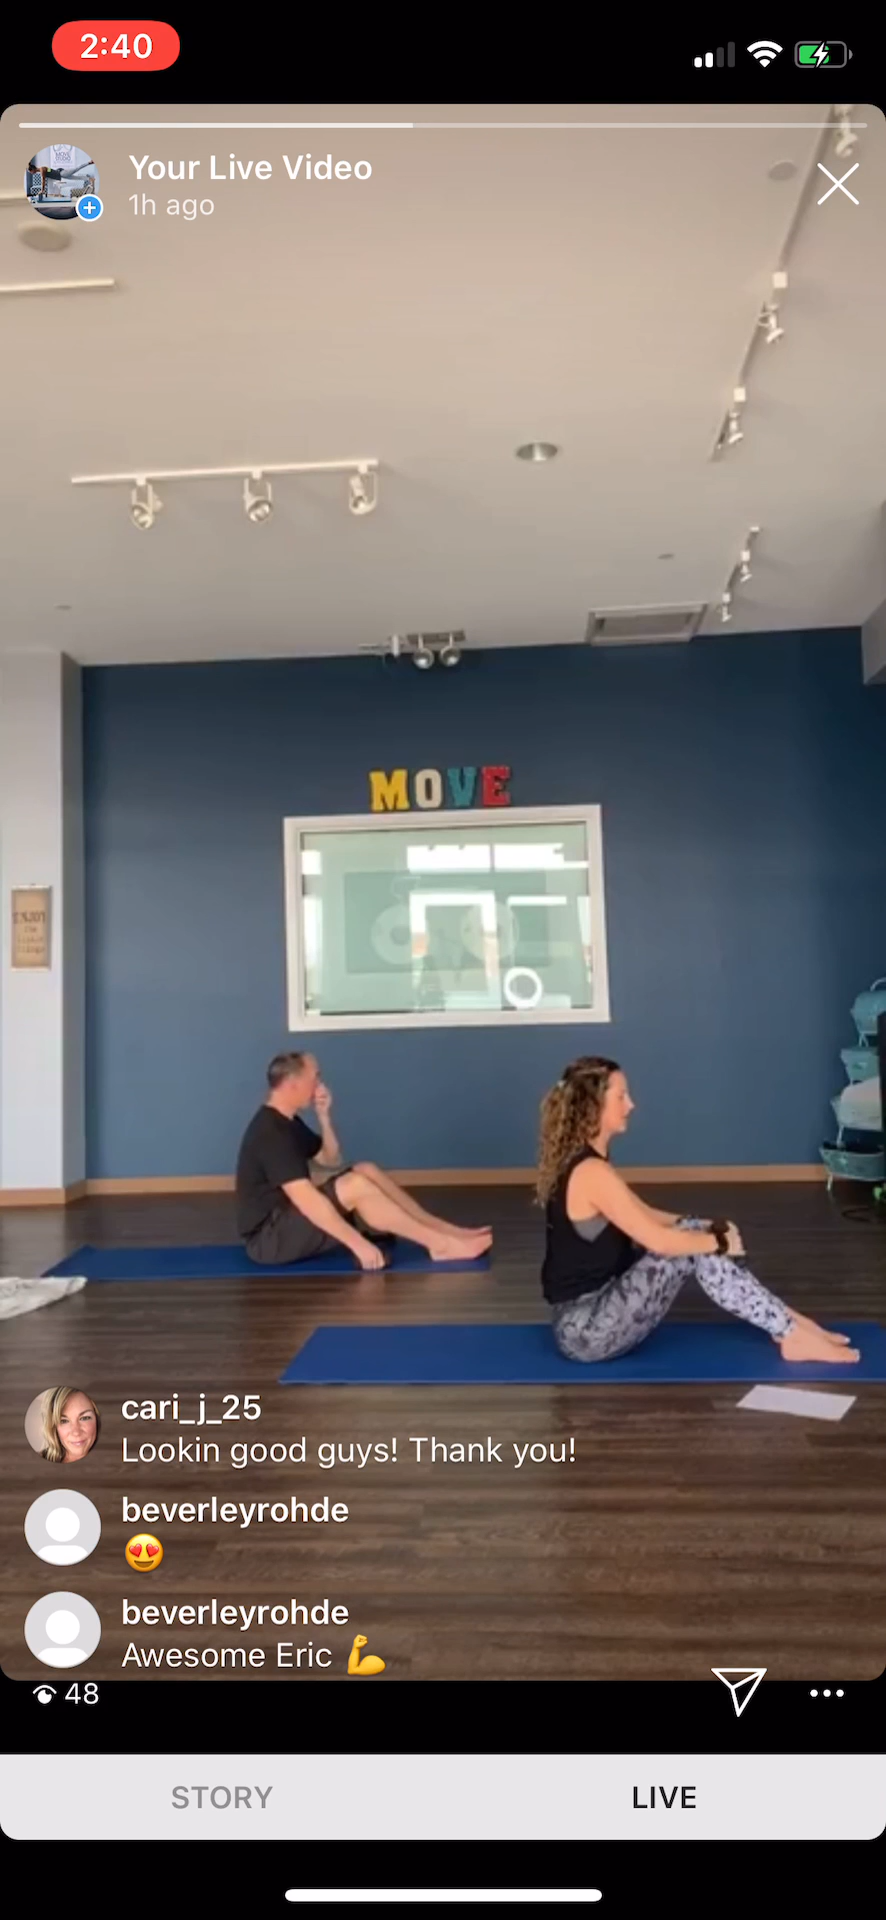 2:40
Your Live Video
1h ago
MOVE
ENJOY
cari_j_25
Lookin good guys! Thank you!
beverleyrohde
😍
beverleyrohde
Awesome Eric 💪
48
STORY
LIVE